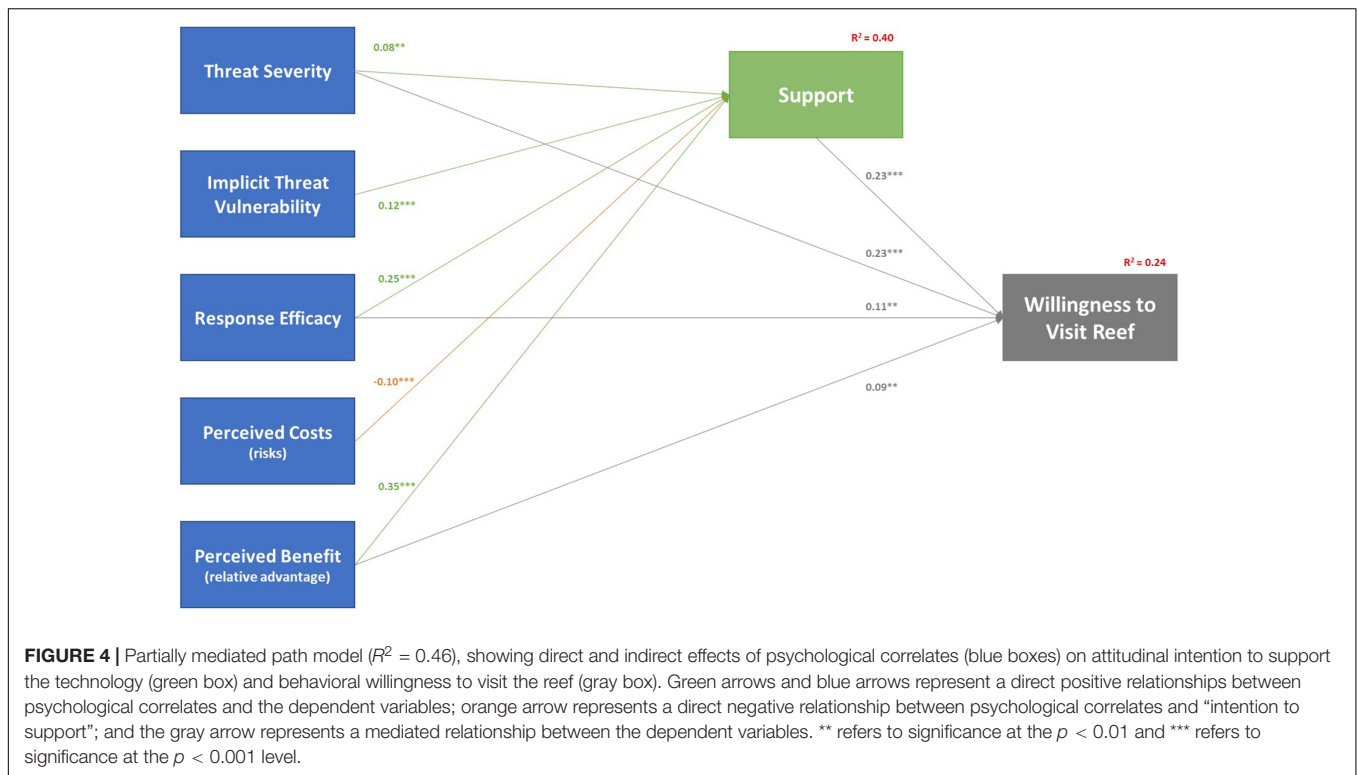 R² = 0.40
0.08**
Threat Severity
Support
Implicit Threat
Vulnerability
0.12***
0.23***
0.23***
R² = 0.24
0.25***
Response Efficacy
0.11**
Willingness to
Visit Reef
-0.10***
0.09**
Perceived Costs
(risks)
0.35***
Perceived Benefit
(relative advantage)
FIGURE 4 | Partially mediated path model (R² = 0.46), showing direct and indirect effects of psychological correlates (blue boxes) on attitudinal intention to support
the technology (green box) and behavioral willingness to visit the reef (gray box). Green arrows and blue arrows represent a direct positive relationships between
psychological correlates and the dependent variables; orange arrow represents a direct negative relationship between psychological correlates and “intention to
support”; and the gray arrow represents a mediated relationship between the dependent variables. ** refers to significance at the p < 0.01 and *** refers to
significance at the p < 0.001 level.